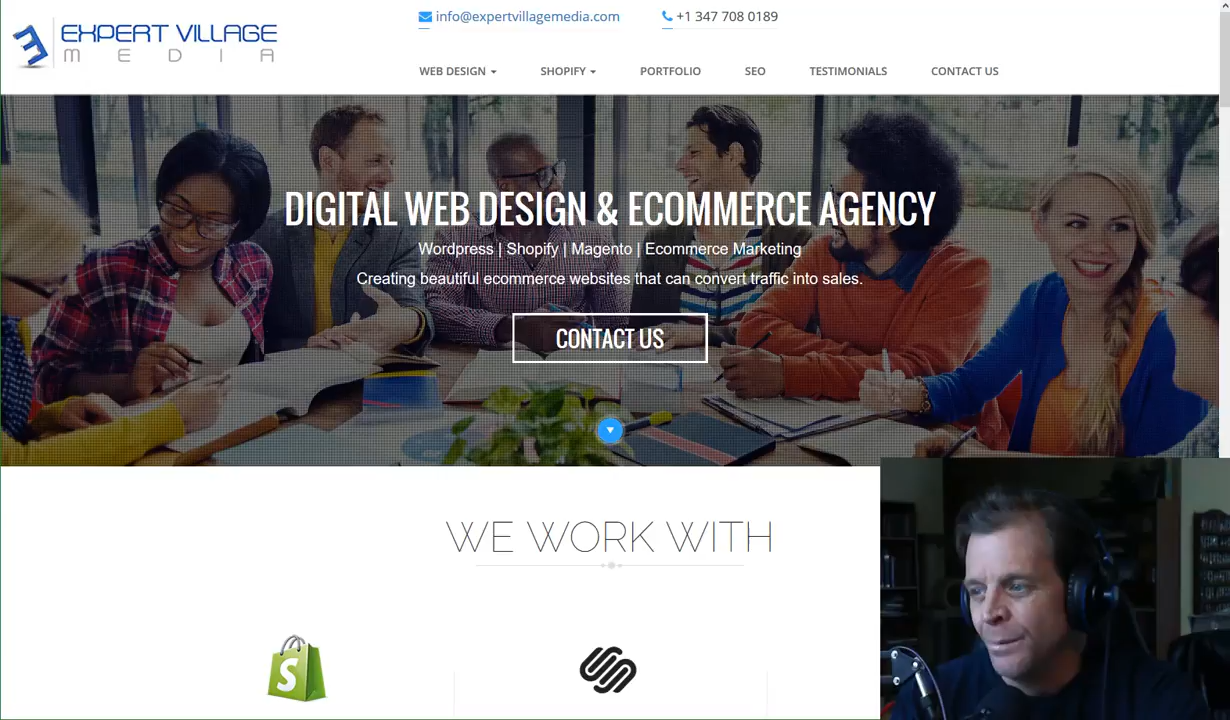 info@expertvillagemedia.com
+1 347 708 0189
EXPERT VILLAGE
MEDIA
WEB DESIGN
SHOPIFY
PORTFOLIO
SEO
TESTIMONIALS
CONTACT US
DIGITAL WEB DESIGN & ECOMMERCE AGENCY
Wordpress | Shopify | Magento | Ecommerce Marketing
Creating beautiful ecommerce websites that can convert traffic into sales.
CONTACT US
WE WORK WITH
S